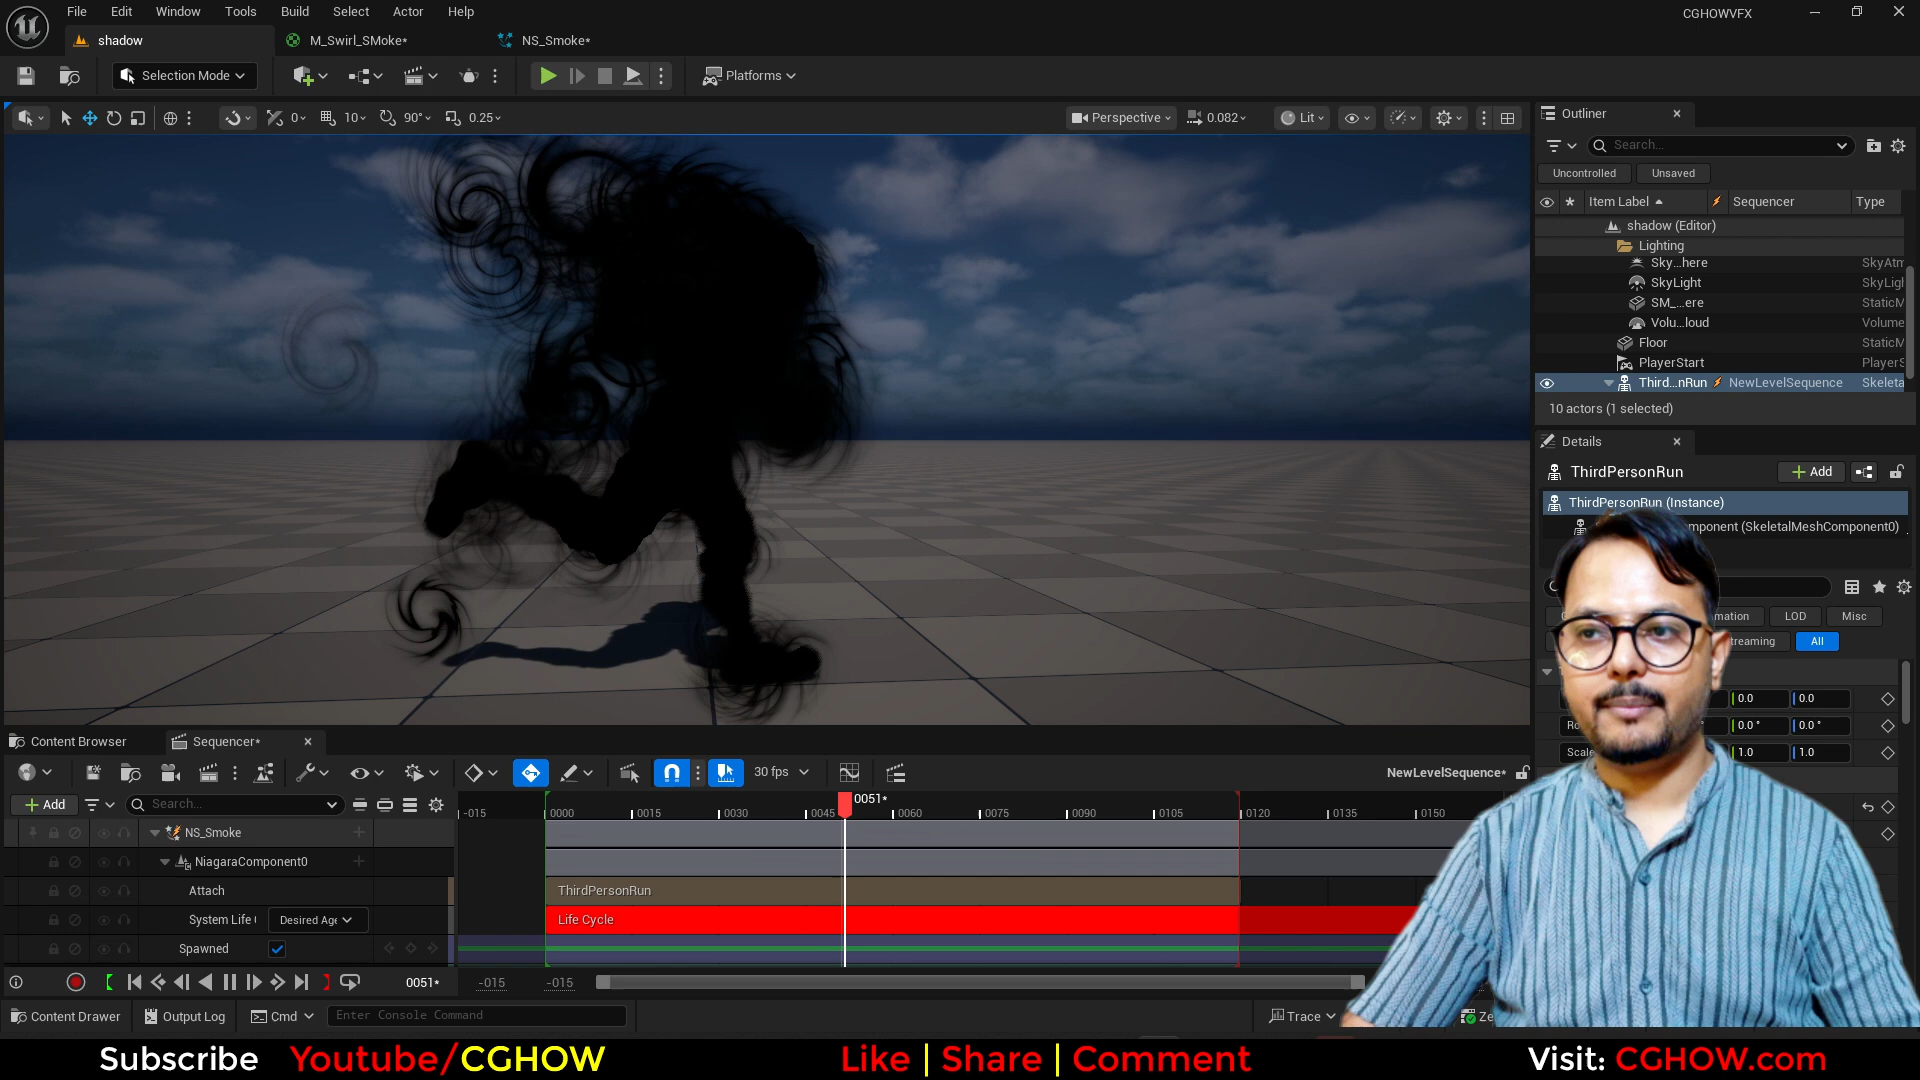 File Edit Window Tools Build Select Actor Help
CGHOWVFX
shadow
M_Swirl_SMoke*
NS_Smoke*
Selection Mode
Platforms
0
10
90°
0.25
Perspective
0.082
Lit
Outliner
Search...
Uncontrolled
Unsaved
Item Label
Sequencer
Type
shadow (Editor)
Lighting
Sky...here SkyAtm
SkyLight SkyLigh
SM_...ere StaticM
Volu...loud Volume
Floor StaticM
PlayerStart PlayerS
Third...nRun NewLevelSequence Skeleta
10 actors (1 selected)
Details
ThirdPersonRun
Add
ThirdPersonRun (Instance)
mponent (SkeletalMeshComponent0)
mation LOD Misc
treaming All
0.0 0.0
Ro 0.0° 0.0°
Scale 1.0 1.0
Content Browser
Sequencer*
30 fps
NewLevelSequence*
Add
Search...
-015 0000 0015 0030 0045 0051* 0060 0075 0090 0105 0120 0135 0150
NS_Smoke
NiagaraComponent0
Attach
ThirdPersonRun
System Life
Desired Age
Life Cycle
Spawned
0051*
-015
-015
Content Drawer
Output Log
Cmd
Enter Console Command
Trace
Subscribe Youtube/CGHOW
Like | Share | Comment
Visit: CGHOW.com